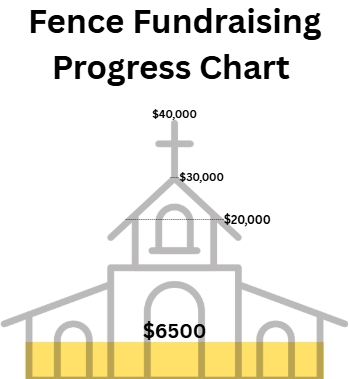 Fence Fundraising
Progress Chart
$40,000
$30,000
$20,000
$6500